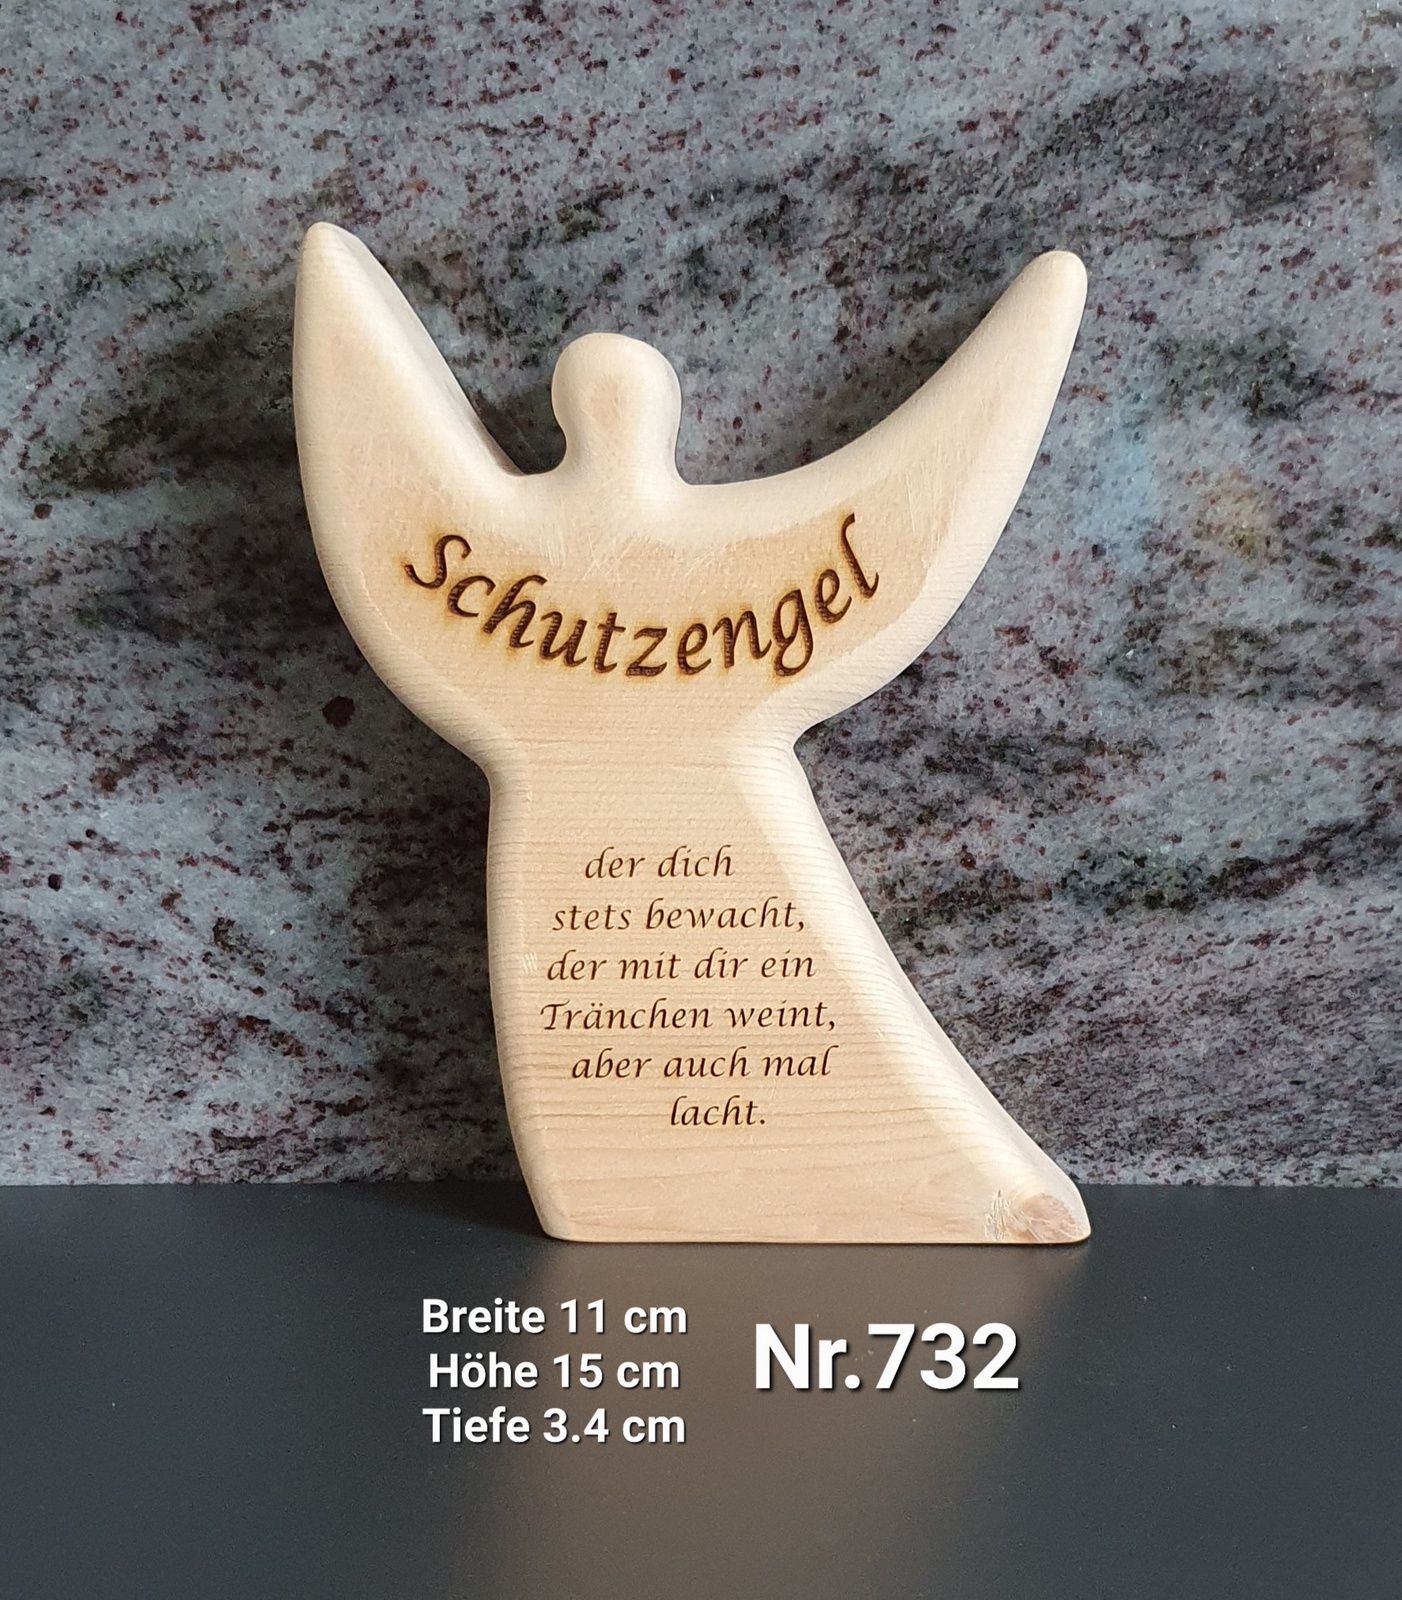 Schutzengel
der dich
stets bewacht,
der mit dir ein
Tränchen weint,
aber auch mal
lacht.
Breite 11 cm
Höhe 15 cm
Tiefe 3.4 cm
Nr.732